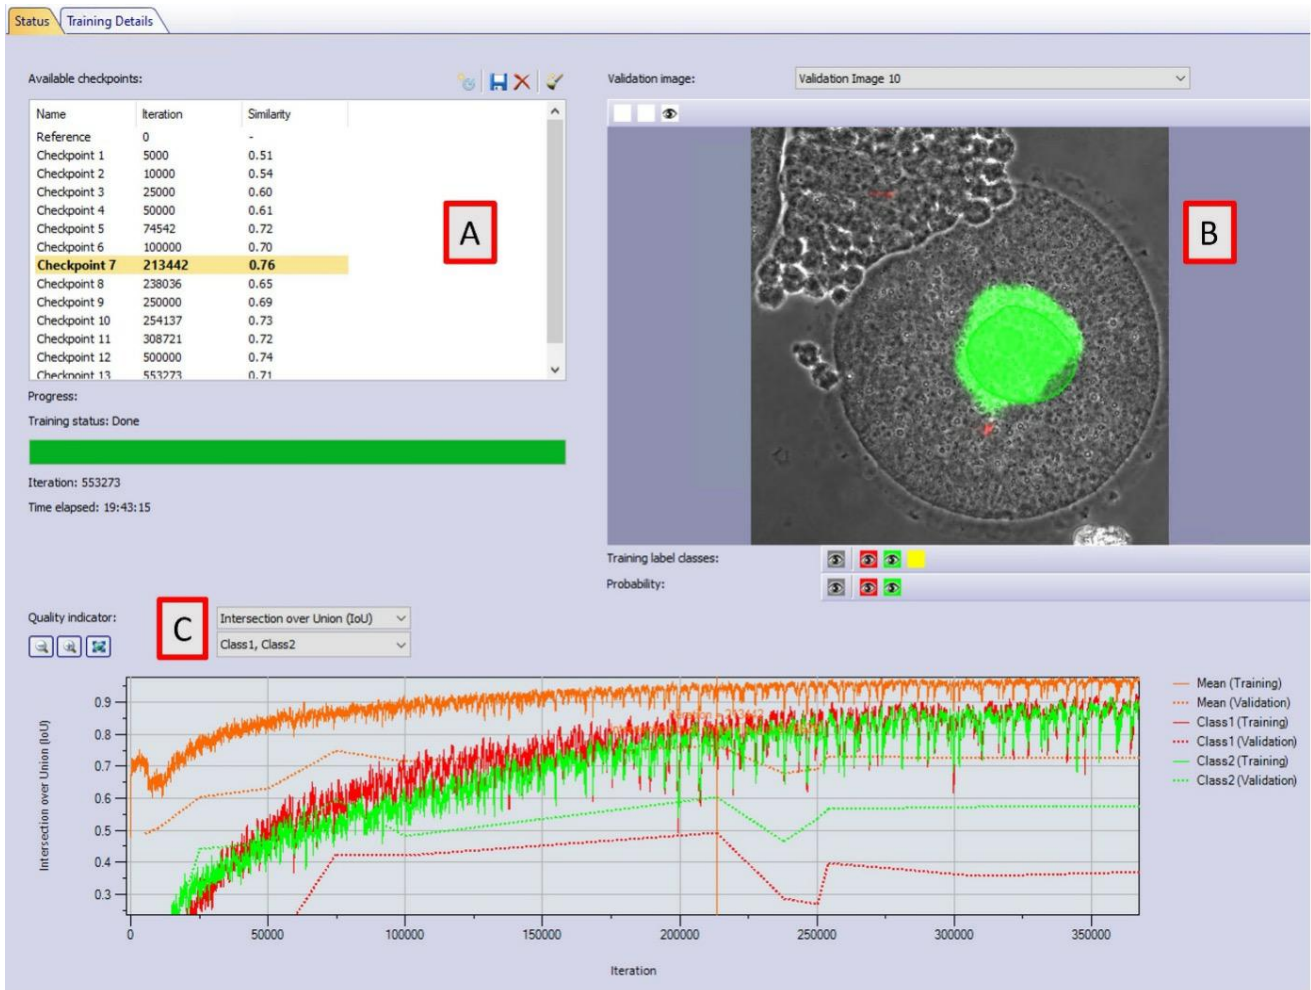 Status Training Details
Available checkpoints:
Name Iteration Similarity
Reference 0 -
Checkpoint 1 5000 0.51
Checkpoint 2 10000 0.54
Checkpoint 3 25000 0.60
Checkpoint 4 50000 0.61
Checkpoint 5 74542 0.72
Checkpoint 6 100000 0.70
Checkpoint 7 213442 0.76
Checkpoint 8 238036 0.65
Checkpoint 9 250000 0.69
Checkpoint 10 254137 0.73
Checkpoint 11 308721 0.72
Checkpoint 12 500000 0.74
Checkpoint 13 553273 0.71
A
Progress:
Training status: Done
Iteration: 553273
Time elapsed: 19:43:15
Validation image: Validation Image 10
B
Training label classes:
Probability:
Quality indicator:
C
Intersection over Union (IoU)
Class1, Class2
Intersection over Union (IoU)
0.9
0.8
0.7
0.6
0.5
0.4
0.3
0 50000 100000 150000 200000 250000 300000 350000
Iteration
Mean (Training)
Mean (Validation)
Class1 (Training)
Class1 (Validation)
Class2 (Training)
Class2 (Validation)